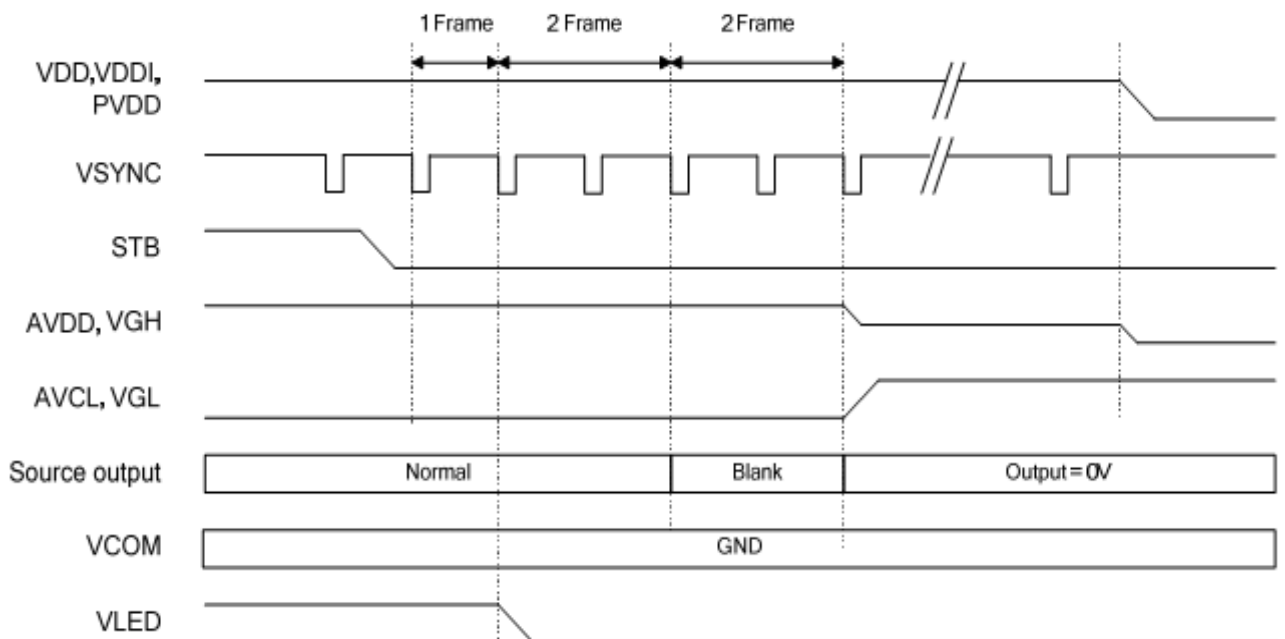 1 Frame 2 Frame 2 Frame
VDD,VDDI,
PVDD
VSYNC
STB
AVDD, VGH
AVCL, VGL
Source output Normal Blank Output = 0V
VCOM GND
VLED